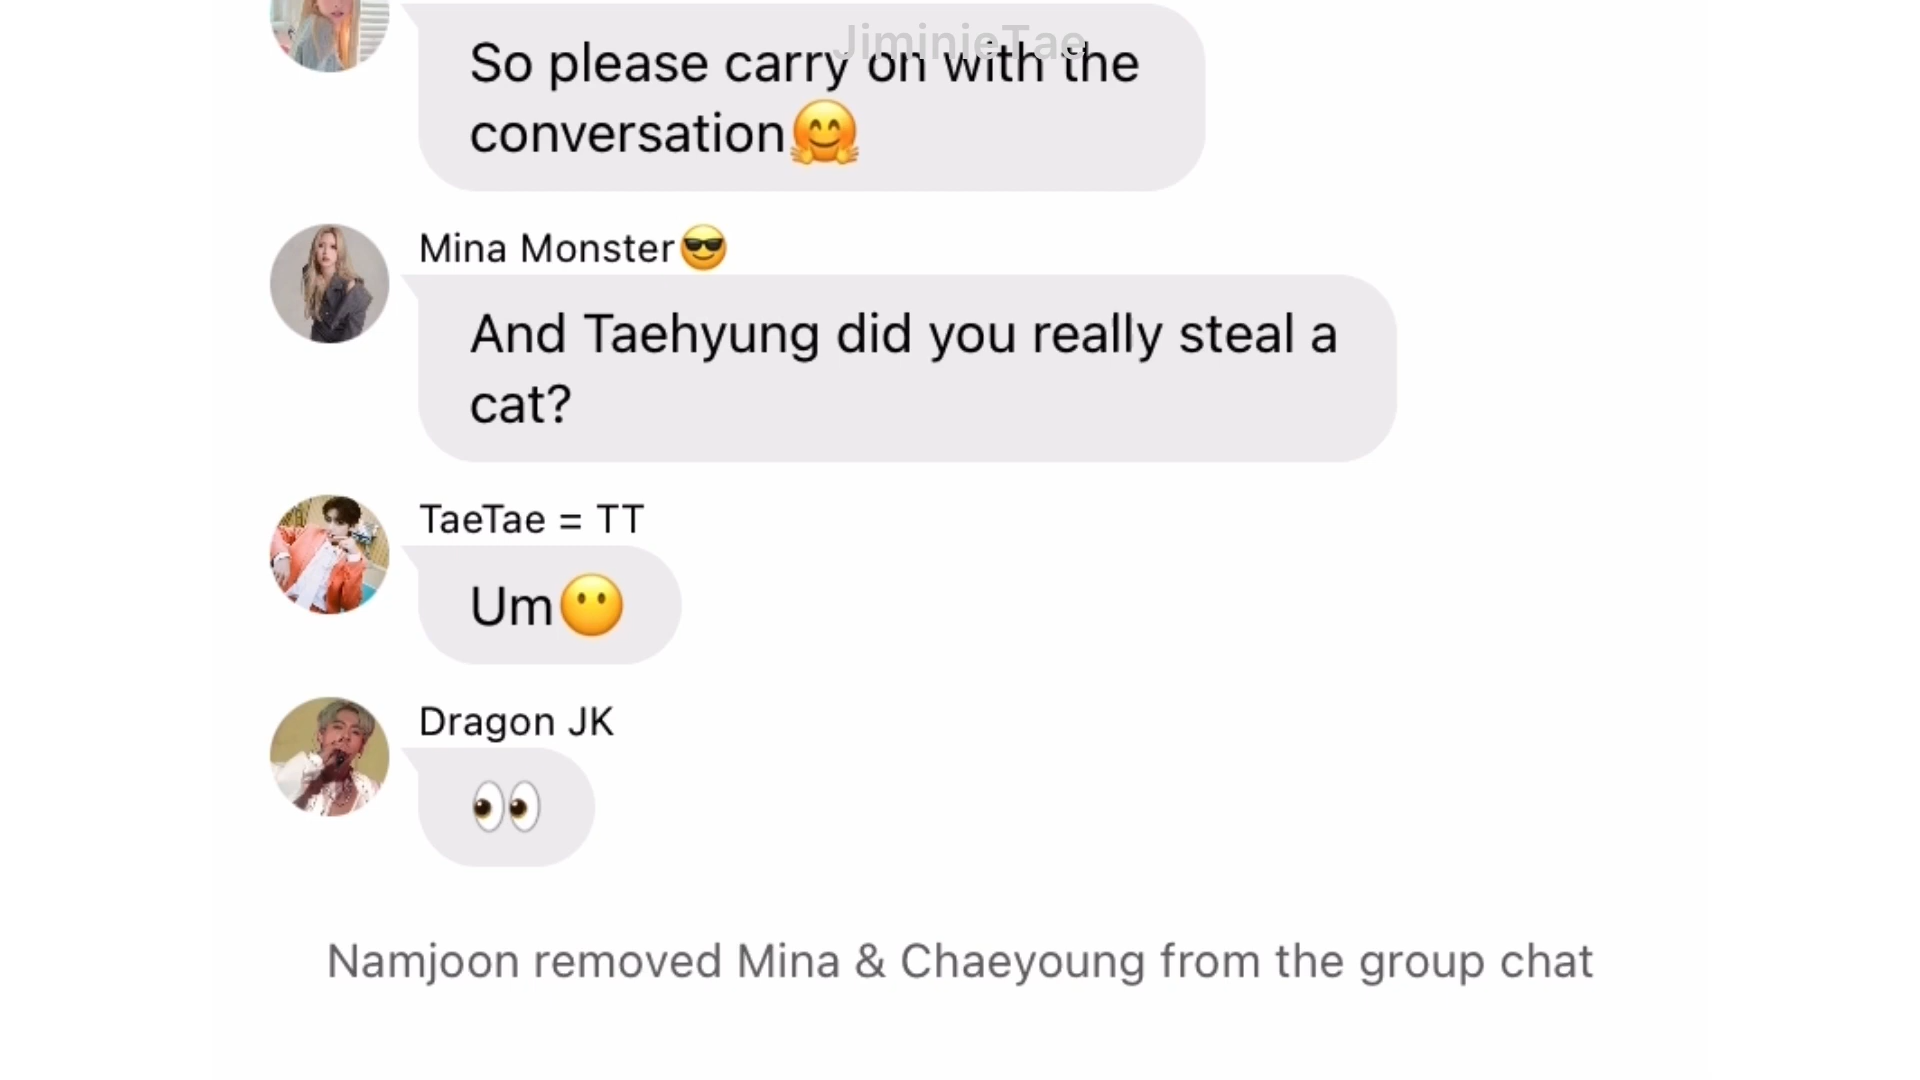 JiminieTae
So please carry on with the
conversation🤗
Mina Monster😎
And Taehyung did you really steal a
cat?
TaeTae = TT
Um😶
Dragon JK
👀
Namjoon removed Mina & Chaeyoung from the group chat